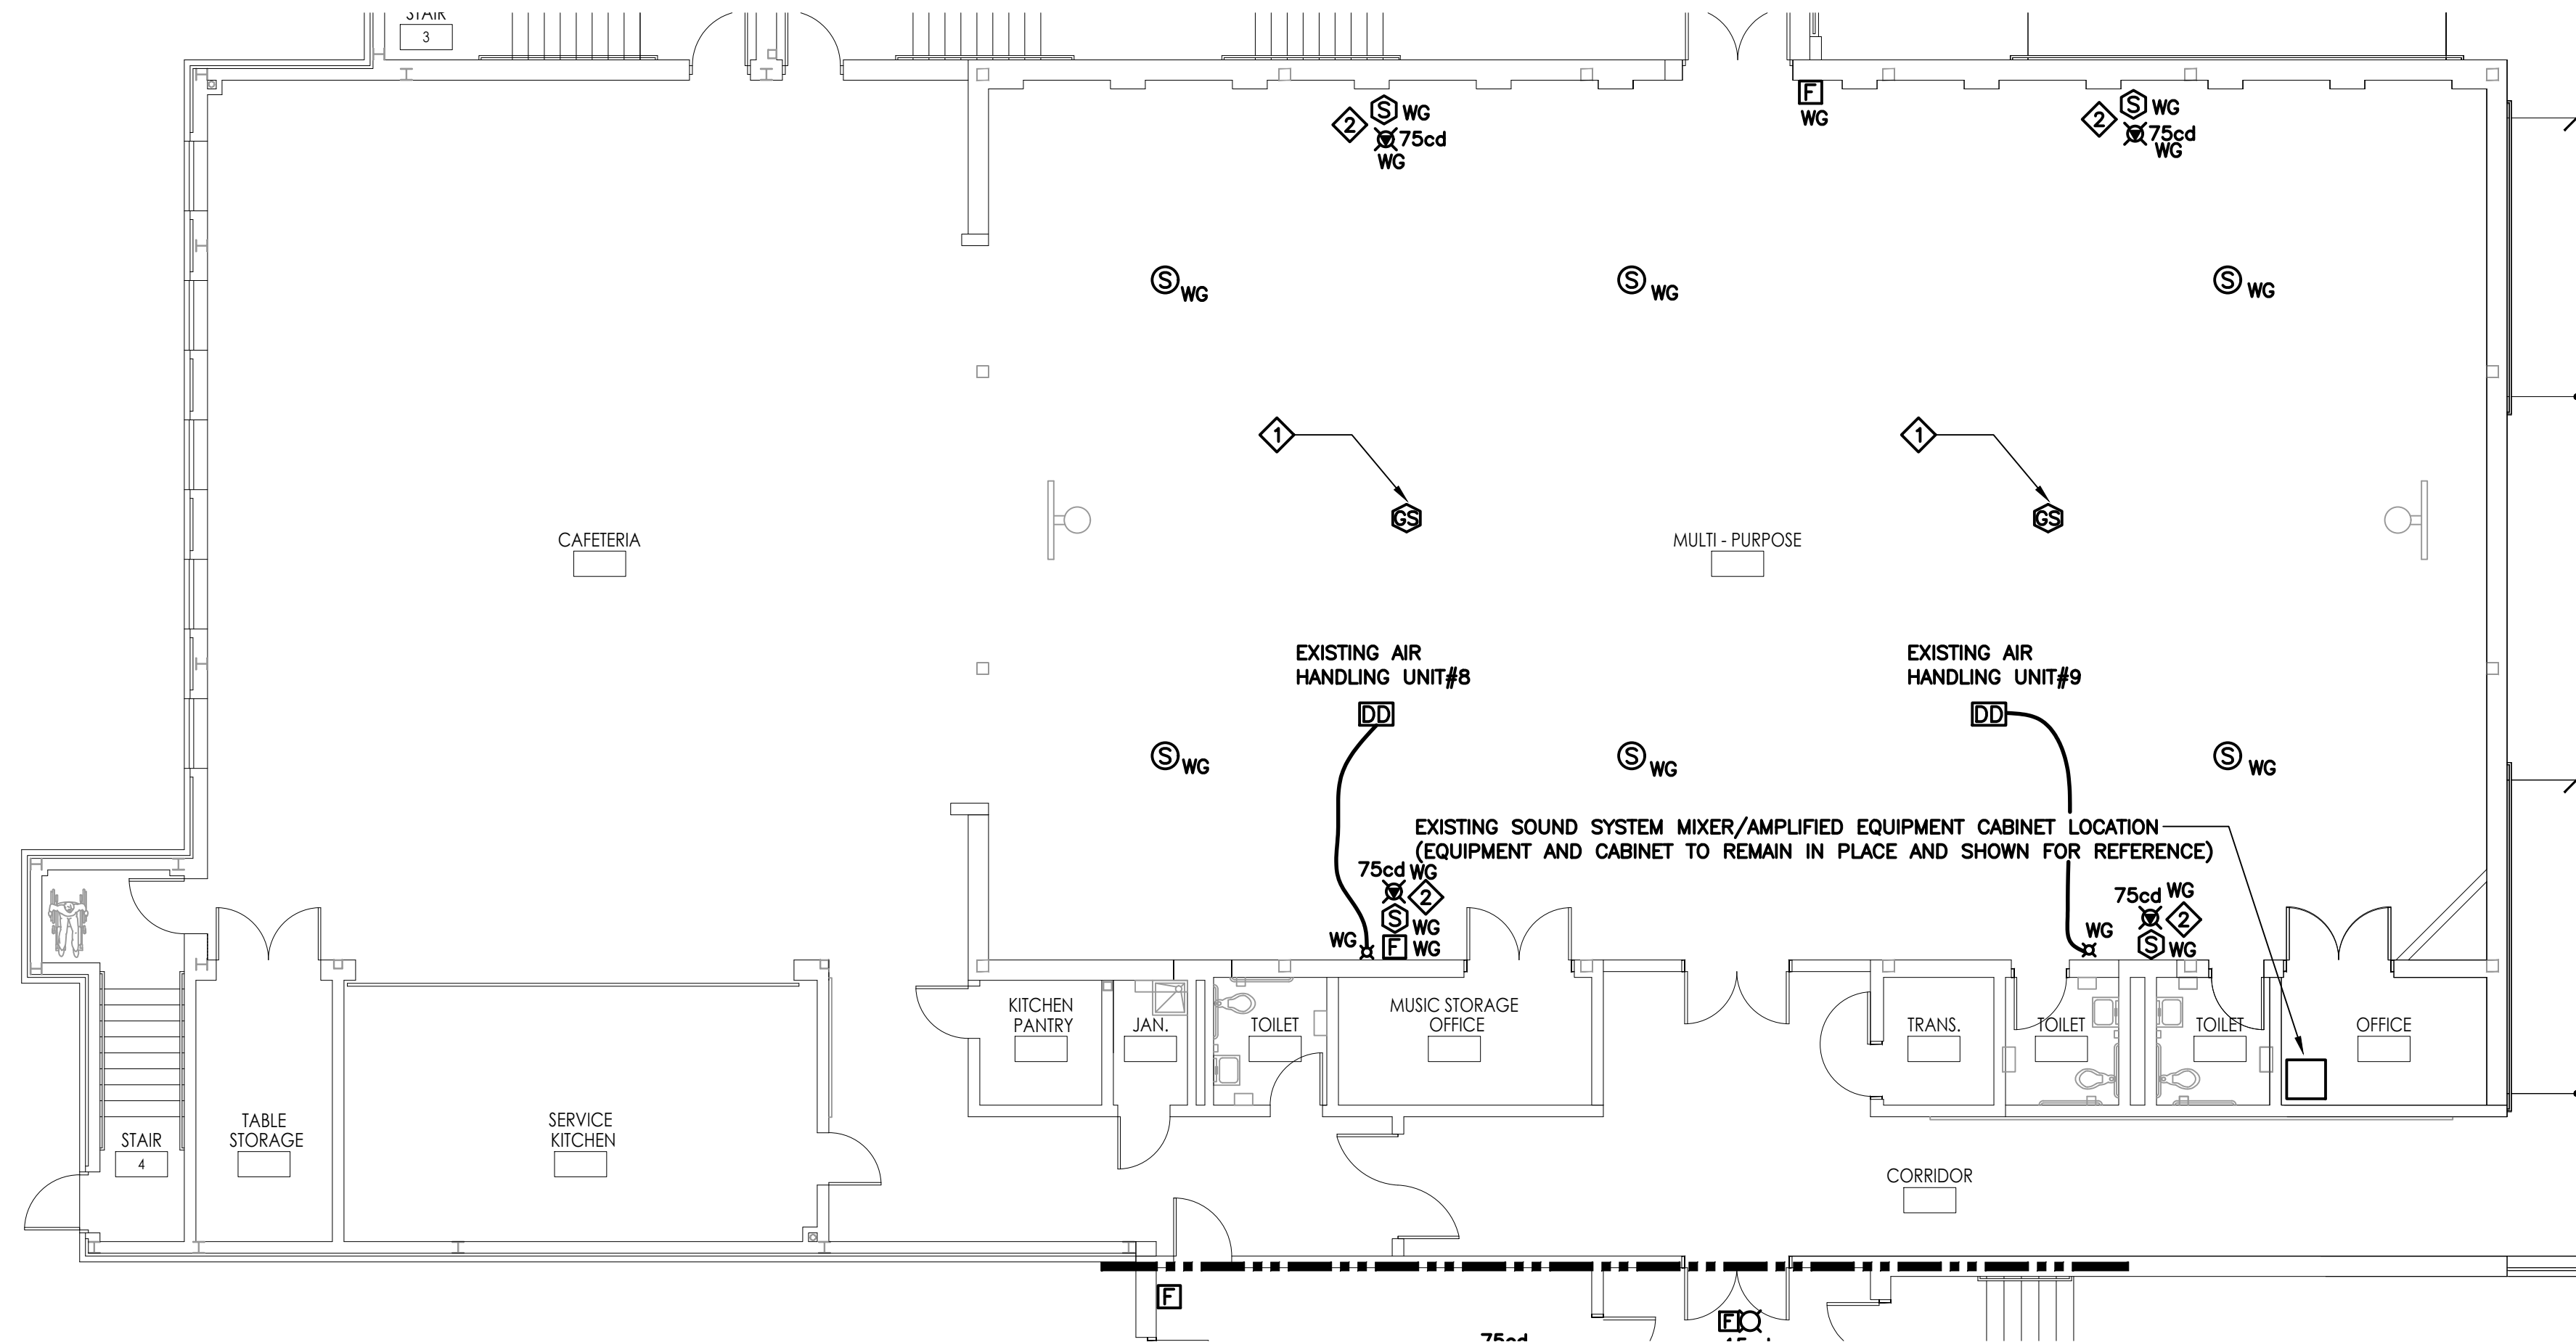 STAIR
3
F
WG
2
S
WG
75cd
WG
2
S
WG
75cd
WG
S
WG
S
WG
S
WG
1
GS
1
GS
CAFETERIA
MULTI - PURPOSE
EXISTING AIR
HANDLING UNIT#8
DD
EXISTING AIR
HANDLING UNIT#9
DD
S
WG
S
WG
S
WG
EXISTING SOUND SYSTEM MIXER/AMPLIFIED EQUIPMENT CABINET LOCATION
(EQUIPMENT AND CABINET TO REMAIN IN PLACE AND SHOWN FOR REFERENCE)
75cd WG
2
S
WG
WG
F
WG
75cd WG
2
WG
S
WG
KITCHEN
PANTRY
JAN.
TOILET
MUSIC STORAGE
OFFICE
TRANS.
TOILET
TOILET
OFFICE
TABLE
STORAGE
SERVICE
KITCHEN
STAIR
4
CORRIDOR
F
F
75cd